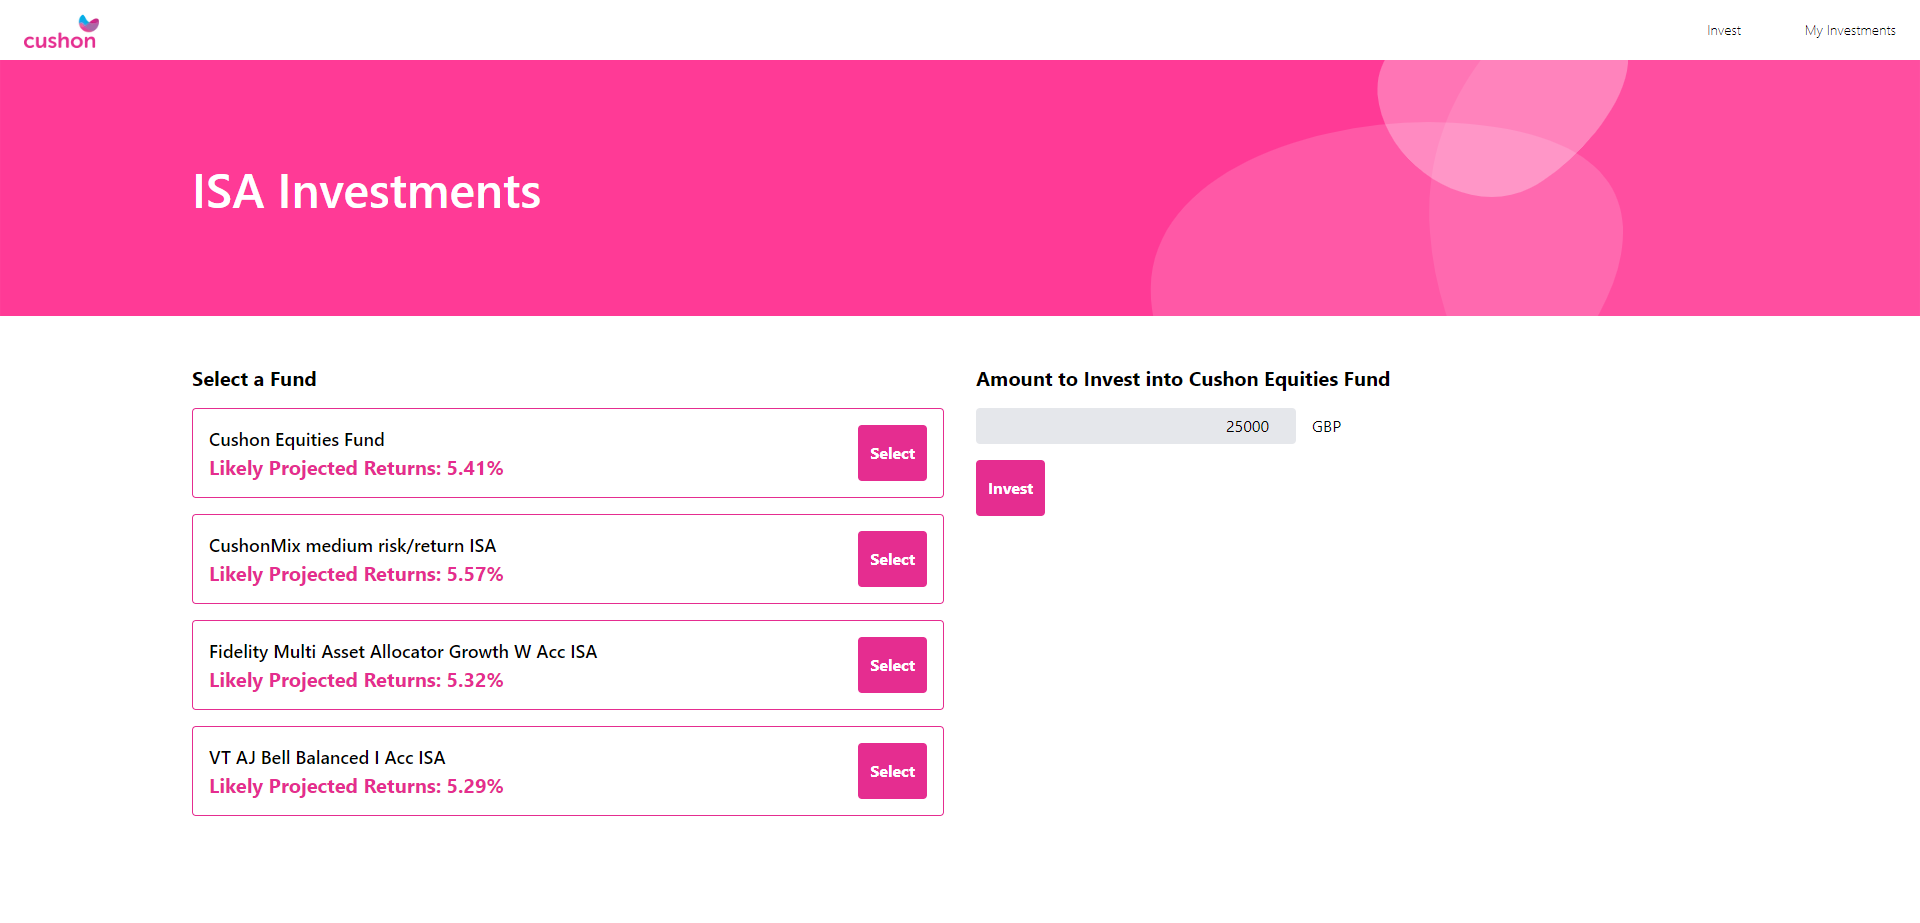 cushon
Invest
My Investments
ISA Investments
Select a Fund
Cushon Equities Fund
Likely Projected Returns: 5.41%
Select
CushonMix medium risk/return ISA
Likely Projected Returns: 5.57%
Select
Fidelity Multi Asset Allocator Growth W Acc ISA
Likely Projected Returns: 5.32%
Select
VT AJ Bell Balanced I Acc ISA
Likely Projected Returns: 5.29%
Select
Amount to Invest into Cushon Equities Fund
25000 GBP
Invest